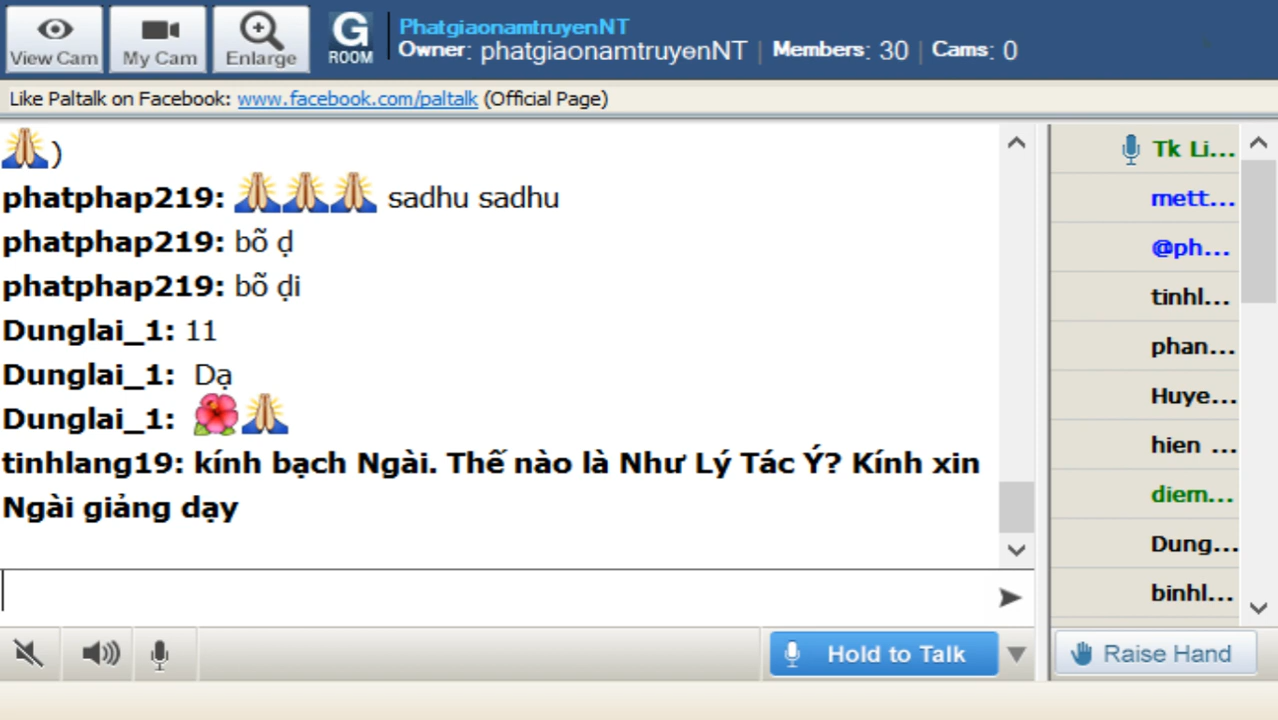 View Cam
My Cam
Enlarge
G
ROOM
PhatgiaonamtruyenNT
Owner: phatgiaonamtruyenNT | Members: 30 | Cams: 0
Like Paltalk on Facebook: www.facebook.com/paltalk (Official Page)
🙏)
phatphap219: 🙏🙏🙏 sadhu sadhu
phatphap219: bõ ḍ
phatphap219: bõ ḍi
Dunglai_1: 11
Dunglai_1: Dạ
Dunglai_1: 🌺🙏
tinhlang19: kính bạch Ngài. Thế nào là Như Lý Tác Ý? Kính xin
Ngài giảng dạy
Tk Li...
mett...
@ph...
tinhl...
phan...
Huye...
hien ...
diem...
Dung...
binhl...
Hold to Talk
Raise Hand